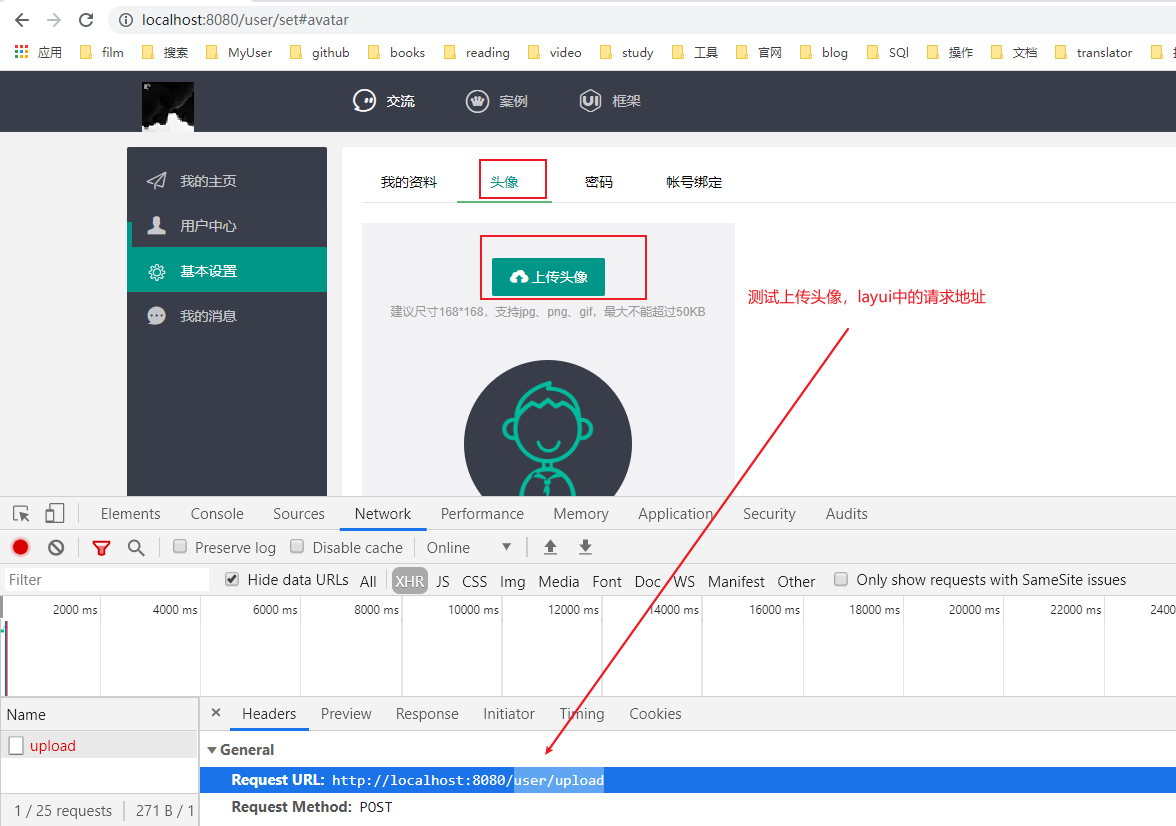 localhost:8080/user/set#avatar
应用 film 搜索 MyUser github books reading video study 工具 官网 blog SQl 操作 文档 translator
交流 案例 框架
我的主页
用户中心
基本设置
我的消息
我的资料 头像 密码 帐号绑定
上传头像
建议尺寸168*168，支持jpg、png、gif，最大不能超过50KB
测试上传头像，layui中的请求地址
Elements Console Sources Network Performance Memory Application Security Audits
Preserve log Disable cache Online
Filter Hide data URLs All XHR JS CSS Img Media Font Doc WS Manifest Other Only show requests with SameSite issues
2000 ms 4000 ms 6000 ms 8000 ms 10000 ms 12000 ms 14000 ms 16000 ms 18000 ms 20000 ms 22000 ms 2400
Name
upload
1 / 25 requests 271 B / 1
× Headers Preview Response Initiator Timing Cookies
General
Request URL: http://localhost:8080/user/upload
Request Method: POST